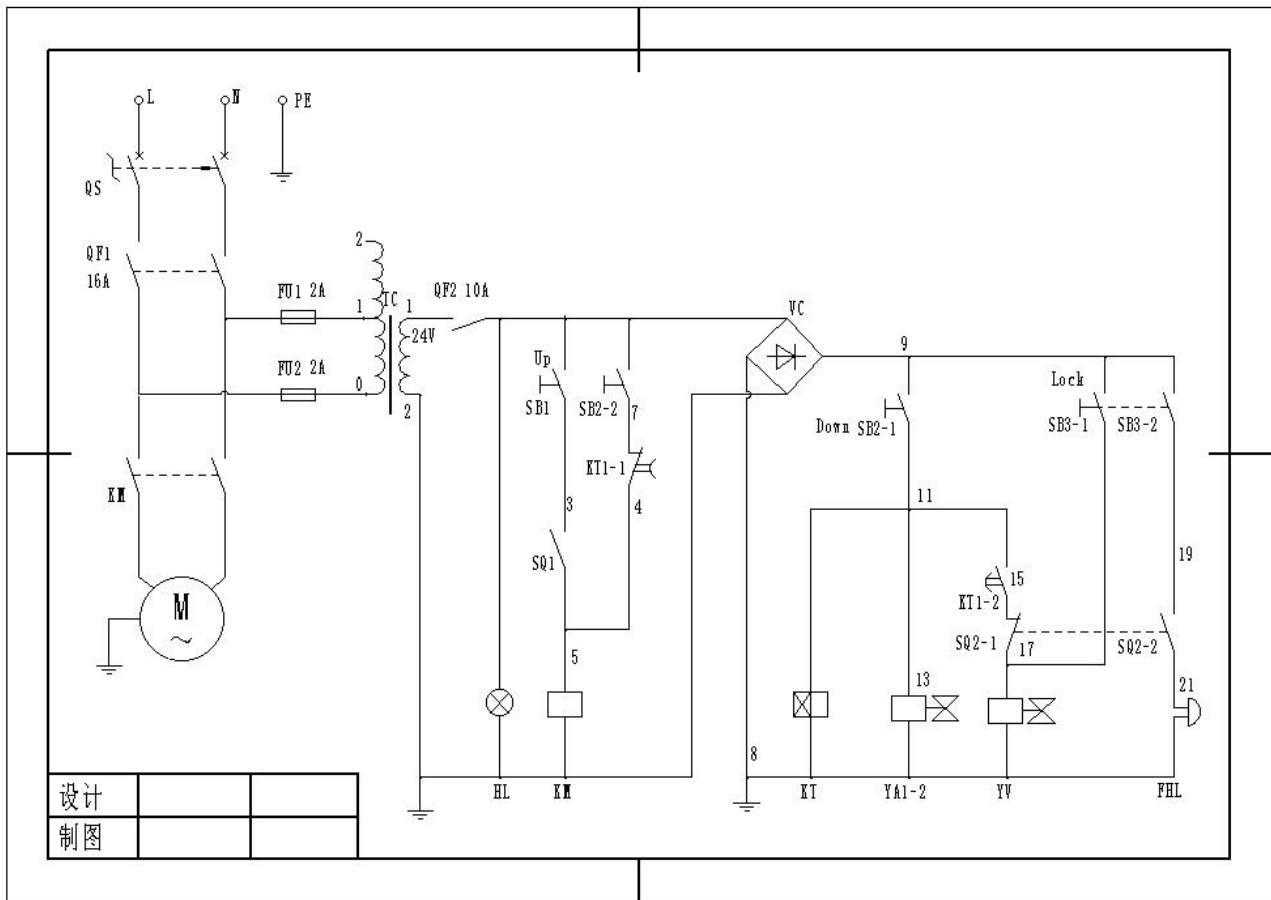 L N PE
QS
QF1
16A
2
FU1 2A
1 TC 1
QF2 10A
24V
FU2 2A
0
2
VC
9
Up
SB1
SB2-2
7
KT1-1
3
4
SQ1
5
KM
M
~
Down SB2-1
Lock
SB3-1
SB3-2
11
19
15
KT1-2
SQ2-1
17
SQ2-2
13
21
8
HL
KM
KT
YA1-2
YV
FHL
设计
制图